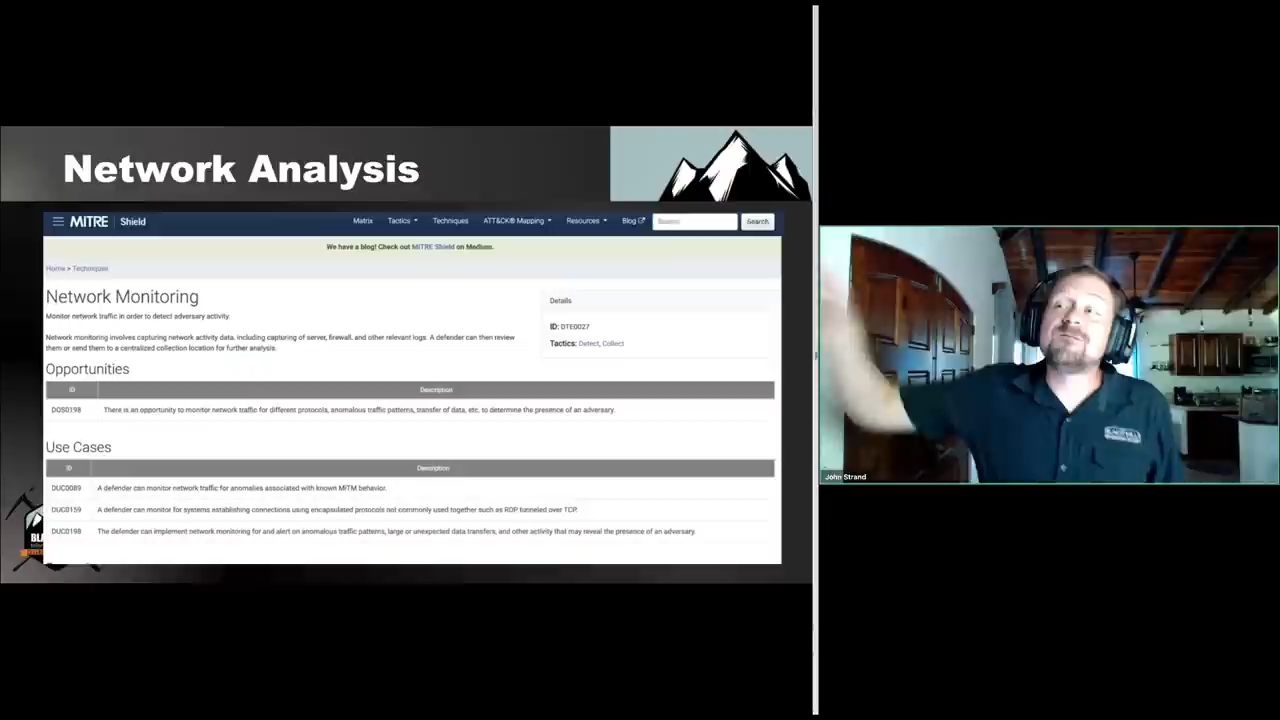 Network Analysis
MITRE | Shield
Matrix Tactics Techniques ATT&CK® Mapping Resources Blog Search Search
We have a blog! Check out MITRE Shield on Medium.
Home > Techniques
Network Monitoring
Monitor network traffic in order to detect adversary activity.
Network monitoring involves capturing network activity data, including capturing of server, firewall, and other relevant logs. A defender can then review
them or send them to a centralized collection location for further analysis.
Details
ID: DTE0027
Tactics: Detect, Collect
Opportunities
ID Description
DOS0198 There is an opportunity to monitor network traffic for different protocols, anomalous traffic patterns, transfer of data, etc. to determine the presence of an adversary.
Use Cases
ID Description
DUC0089 A defender can monitor network traffic for anomalies associated with known MiTM behavior.
DUC0159 A defender can monitor for systems establishing connections using encapsulated protocols not commonly used together such as RDP tunneled over TCP.
DUC0198 The defender can implement network monitoring for and alert on anomalous traffic patterns, large or unexpected data transfers, and other activity that may reveal the presence of an adversary.
BLA
John Strand